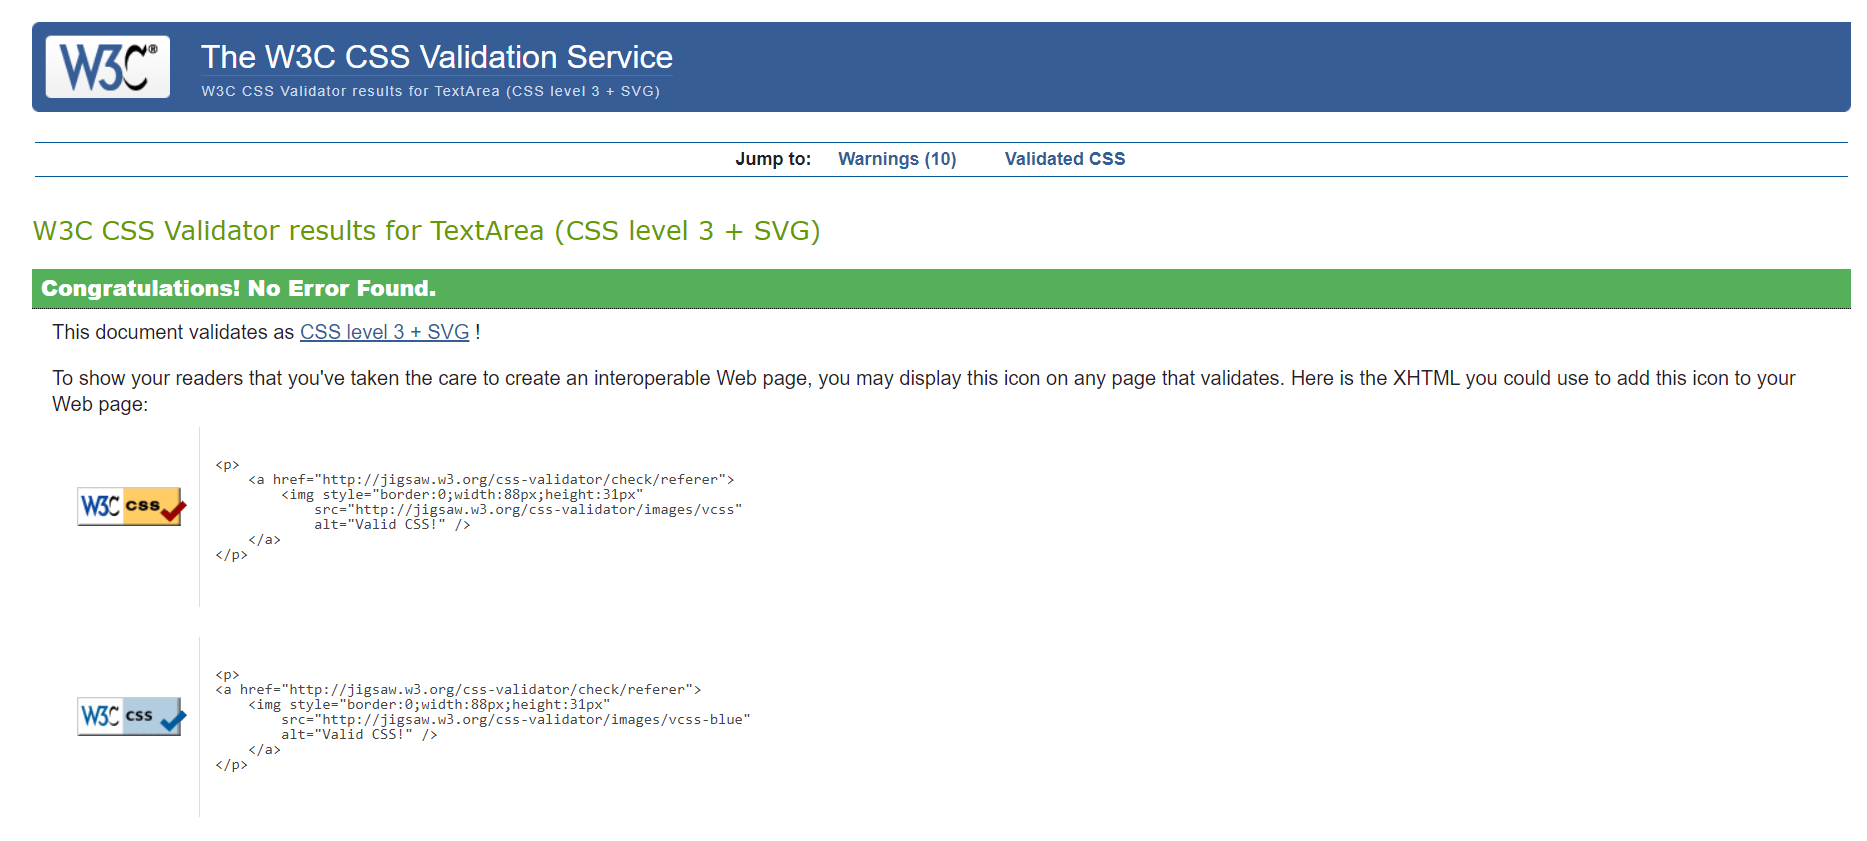 W3C®
The W3C CSS Validation Service
W3C CSS Validator results for TextArea (CSS level 3 + SVG)
Jump to: Warnings (10) Validated CSS
W3C CSS Validator results for TextArea (CSS level 3 + SVG)
Congratulations! No Error Found.
This document validates as CSS level 3 + SVG !
To show your readers that you've taken the care to create an interoperable Web page, you may display this icon on any page that validates. Here is the XHTML you could use to add this icon to your
Web page:
W3C css
<p>
    <a href="http://jigsaw.w3.org/css-validator/check/referer">
        <img style="border:0;width:88px;height:31px"
            src="http://jigsaw.w3.org/css-validator/images/vcss"
            alt="Valid CSS!" />
    </a>
</p>
W3C css
<p>
<a href="http://jigsaw.w3.org/css-validator/check/referer">
    <img style="border:0;width:88px;height:31px"
        src="http://jigsaw.w3.org/css-validator/images/vcss-blue"
        alt="Valid CSS!" />
    </a>
</p>